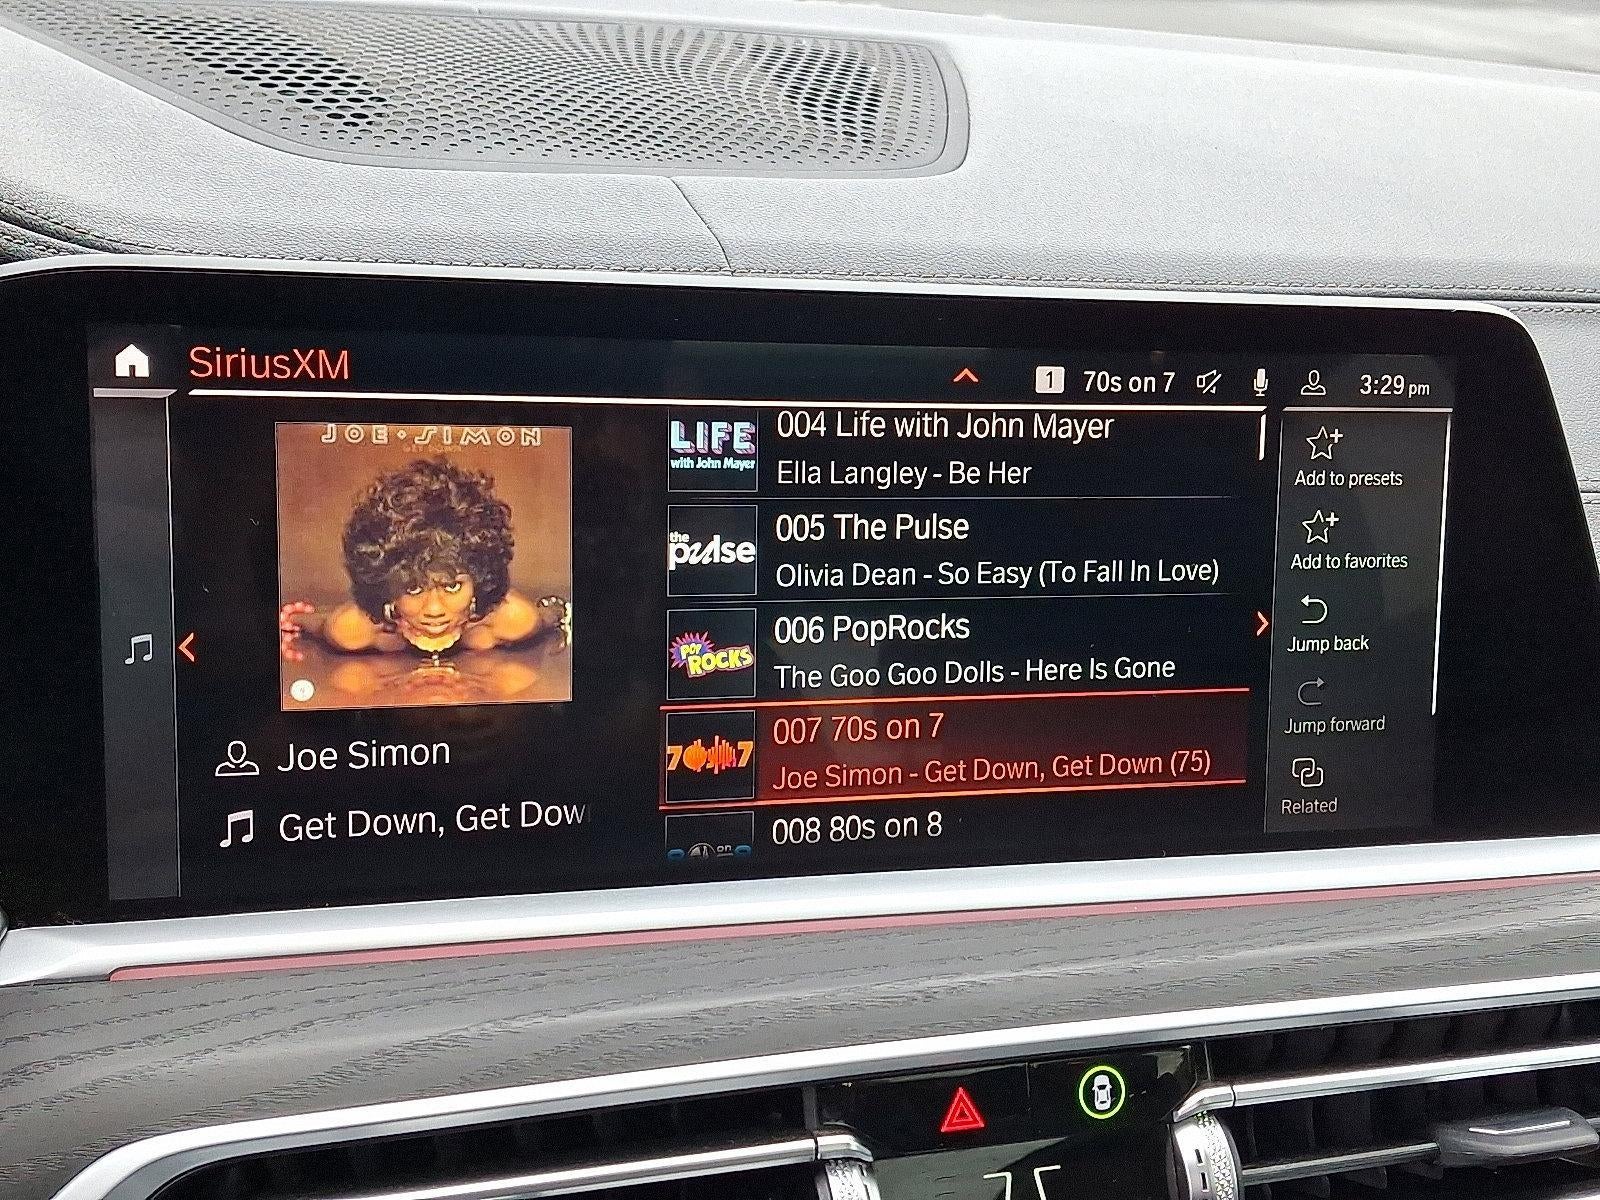 SiriusXM
1 70s on 7
3:29 pm
JOE • SIMON
GET DOWN
Joe Simon
Get Down, Get Dow
LIFE
with John Mayer
004 Life with John Mayer
Ella Langley - Be Her
the
pulse
005 The Pulse
Olivia Dean - So Easy (To Fall In Love)
POP
ROCKS
006 PopRocks
The Goo Goo Dolls - Here Is Gone
70on7
007 70s on 7
Joe Simon - Get Down, Get Down (75)
on
008 80s on 8
Add to presets
Add to favorites
Jump back
Jump forward
Related